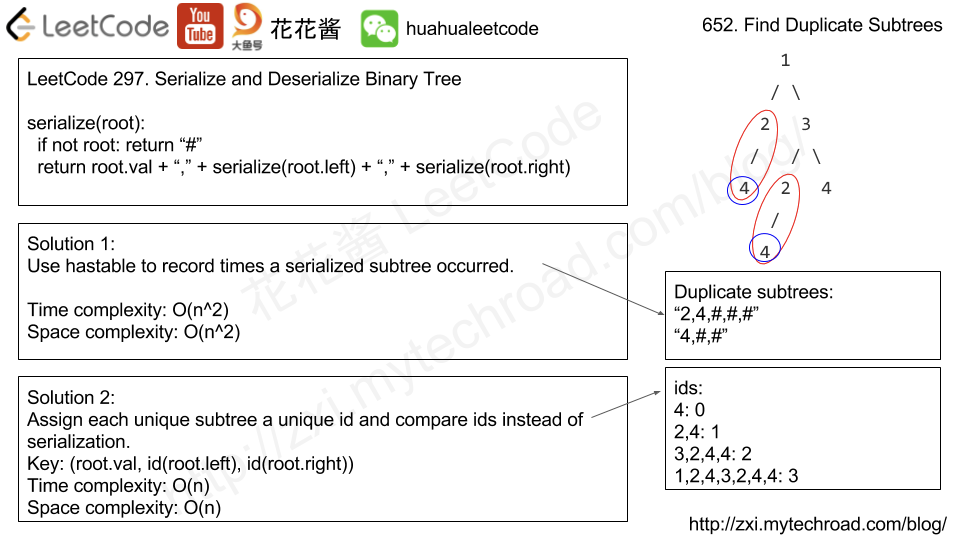 LeetCode
You
Tube
大鱼号
花花酱
huahualeetcode
652. Find Duplicate Subtrees
LeetCode 297. Serialize and Deserialize Binary Tree
serialize(root):
if not root: return “#”
return root.val + “,” + serialize(root.left) + “,” + serialize(root.right)
1
/ \
2 3
/ / \
4 2 4
/
4
Solution 1:
Use hastable to record times a serialized subtree occurred.
Time complexity: O(n^2)
Space complexity: O(n^2)
Duplicate subtrees:
“2,4,#,#,#”
“4,#,#”
Solution 2:
Assign each unique subtree a unique id and compare ids instead of
serialization.
Key: (root.val, id(root.left), id(root.right))
Time complexity: O(n)
Space complexity: O(n)
ids:
4: 0
2,4: 1
3,2,4,4: 2
1,2,4,3,2,4,4: 3
http://zxi.mytechroad.com/blog/
花花酱 LeetCode
http://zxi.mytechroad.com/blog/